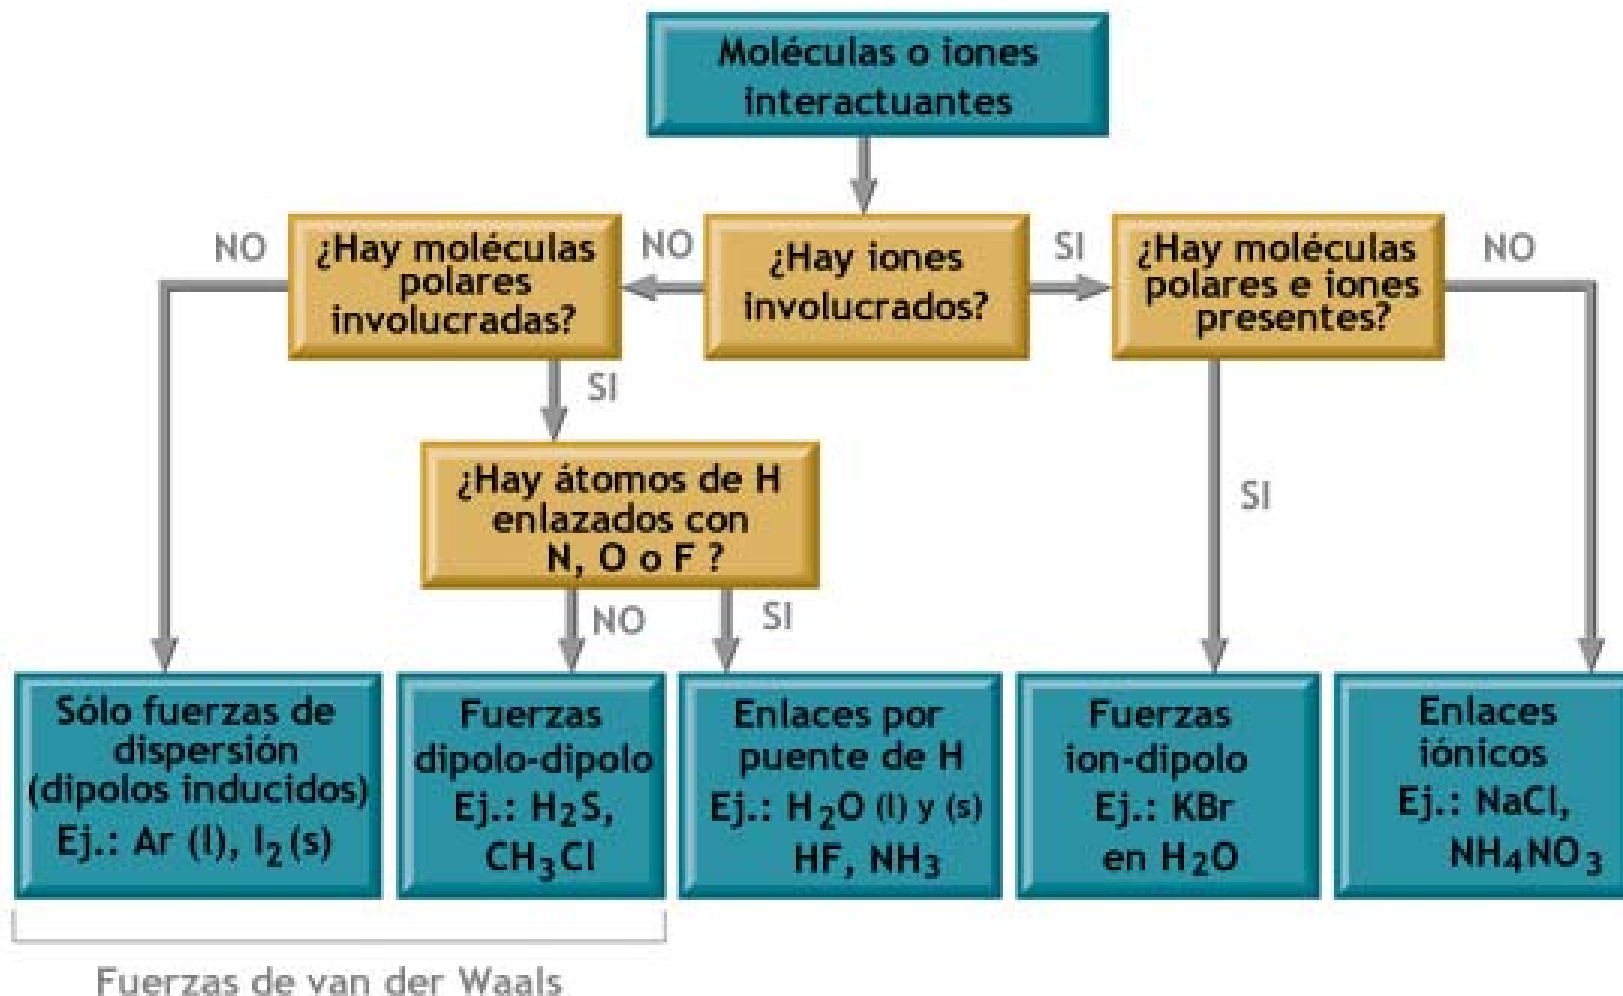 Moléculas o iones
interactuantes
NO
¿Hay moléculas
polares
involucradas?
NO
¿Hay iones
involucrados?
SI
¿Hay moléculas
polares e iones
presentes?
NO
SI
¿Hay átomos de H
enlazados con
N, O o F ?
SI
NO
SI
Sólo fuerzas de
dispersión
(dipolos inducidos)
Ej.: Ar (l), I₂(s)
Fuerzas
dipolo-dipolo
Ej.: H₂S,
CH₃Cl
Enlaces por
puente de H
Ej.: H₂O (l) y (s)
HF, NH₃
Fuerzas
ion-dipolo
Ej.: KBr
en H₂O
Enlaces
iónicos
Ej.: NaCl,
NH₄NO₃
Fuerzas de van der Waals